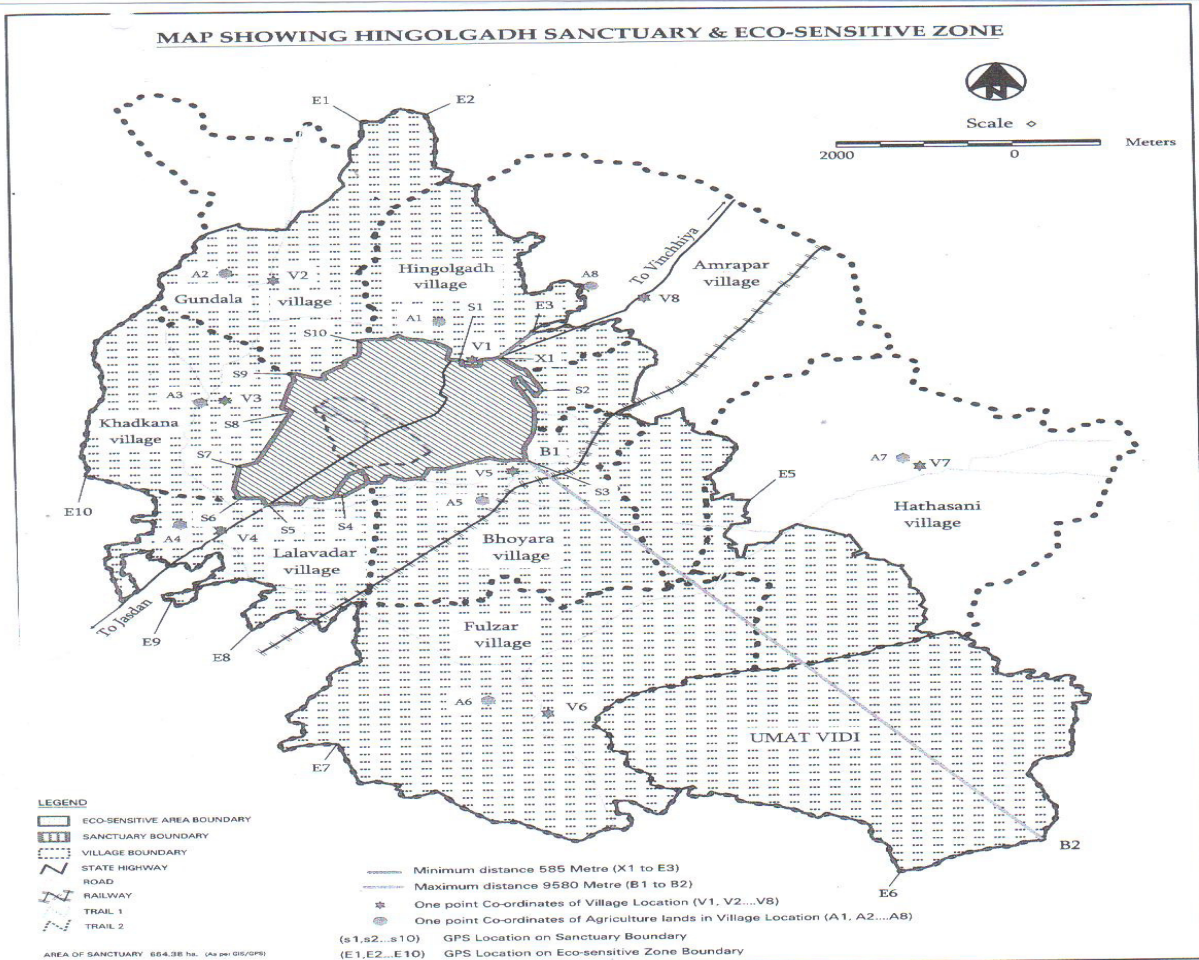 MAP SHOWING HINGOLGADH SANCTUARY & ECO-SENSITIVE ZONE
E1
E2
N
Scale
Meters
2000
0
To Vinchhiya
Amrapar
village
Hingolgadh
village
A2
V2
Gundala
village
A8
V8
A1
S1
E3
S10
V1
X1
S9
S2
A3
V3
S8
Khadkana
village
S7
B1
V5
S3
A7
V7
E5
E10
A5
Hathasani
village
S6
S5
S4
A4
V4
Lalavadar
village
Bhoyara
village
To Jasdan
E9
E8
Fulzar
village
A6
V6
UMAT VIDI
E7
B2
E6
LEGEND
ECO-SENSITIVE AREA BOUNDARY
SANCTUARY BOUNDARY
VILLAGE BOUNDARY
STATE HIGHWAY
ROAD
RAILWAY
TRAIL 1
TRAIL 2
AREA OF SANCTUARY 654.38 ha. (As per GIS/GPS)
Minimum distance 585 Metre (X1 to E3)
Maximum distance 9580 Metre (B1 to B2)
One point Co-ordinates of Village Location (V1, V2....V8)
One point Co-ordinates of Agriculture lands in Village Location (A1, A2....A8)
(s1,s2...s10) GPS Location on Sanctuary Boundary
(E1,E2...E10) GPS Location on Eco-sensitive Zone Boundary